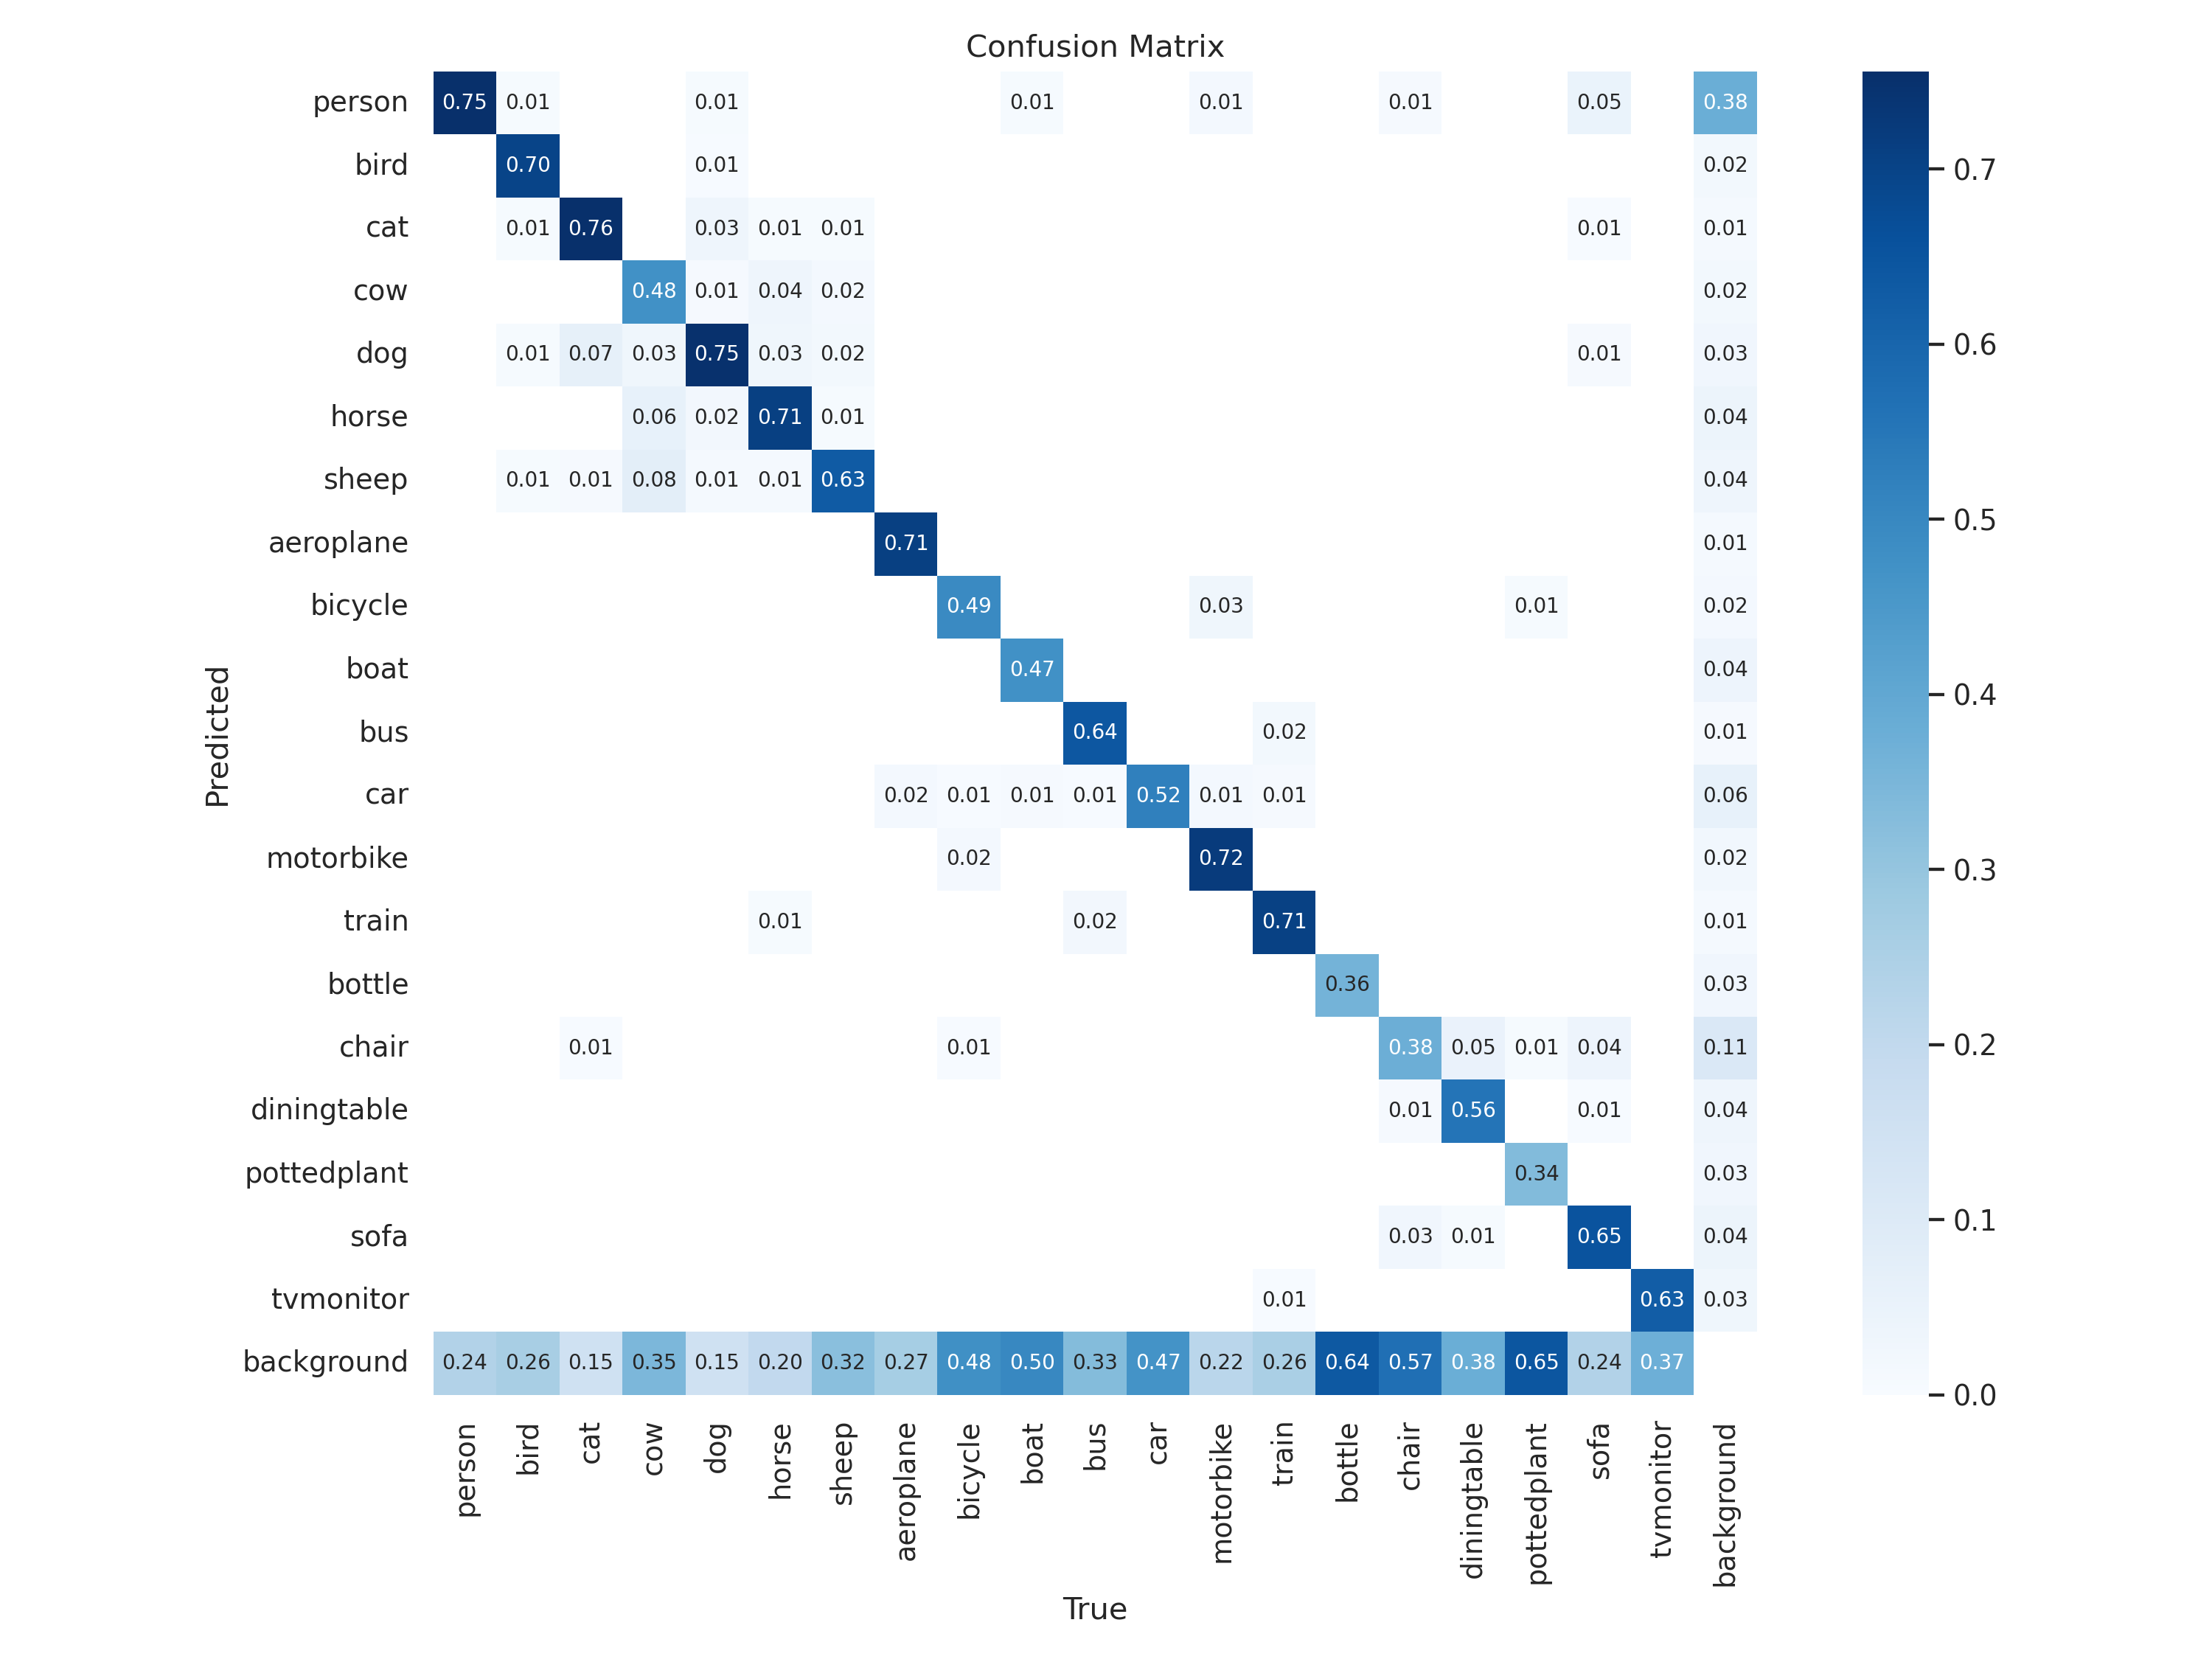 Confusion Matrix
person 0.75 0.01 0.01 0.01 0.01 0.01 0.05 0.38
bird 0.70 0.01 0.02 0.7
cat 0.01 0.76 0.03 0.01 0.01 0.01 0.01
cow 0.48 0.01 0.04 0.02 0.02
dog 0.01 0.07 0.03 0.75 0.03 0.02 0.01 0.03 0.6
horse 0.06 0.02 0.71 0.01 0.04
sheep 0.01 0.01 0.08 0.01 0.01 0.63 0.04
0.5
aeroplane 0.71 0.01
bicycle 0.49 0.03 0.01 0.02
boat 0.47 0.04
0.4
Predicted
bus 0.64 0.02 0.01
car 0.02 0.01 0.01 0.01 0.52 0.01 0.01 0.06
motorbike 0.02 0.72 0.02 0.3
train 0.01 0.02 0.71 0.01
bottle 0.36 0.03
chair 0.01 0.01 0.38 0.05 0.01 0.04 0.11 0.2
diningtable 0.01 0.56 0.01 0.04
pottedplant 0.34 0.03
sofa 0.03 0.01 0.65 0.04 0.1
tvmonitor 0.01 0.63 0.03
background 0.24 0.26 0.15 0.35 0.15 0.20 0.32 0.27 0.48 0.50 0.33 0.47 0.22 0.26 0.64 0.57 0.38 0.65 0.24 0.37
0.0
person bird cat cow dog horse sheep aeroplane bicycle boat bus car motorbike train bottle chair diningtable pottedplant sofa tvmonitor background
True